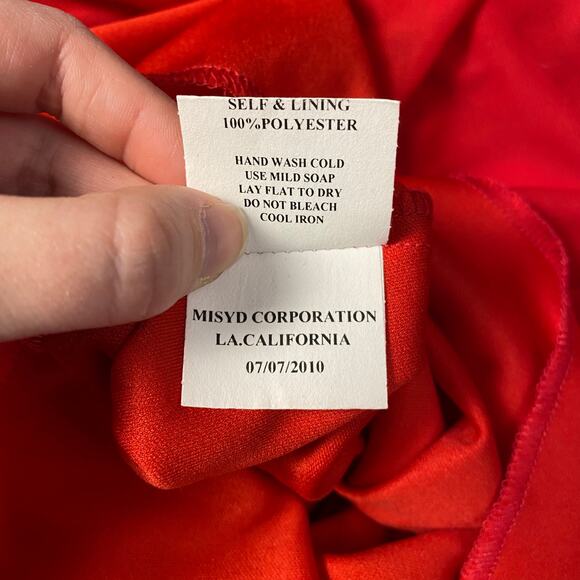 SELF & LINING
100%POLYESTER
HAND WASH COLD
USE MILD SOAP
LAY FLAT TO DRY
DO NOT BLEACH
COOL IRON
MISYD CORPORATION
LA.CALIFORNIA
07/07/2010